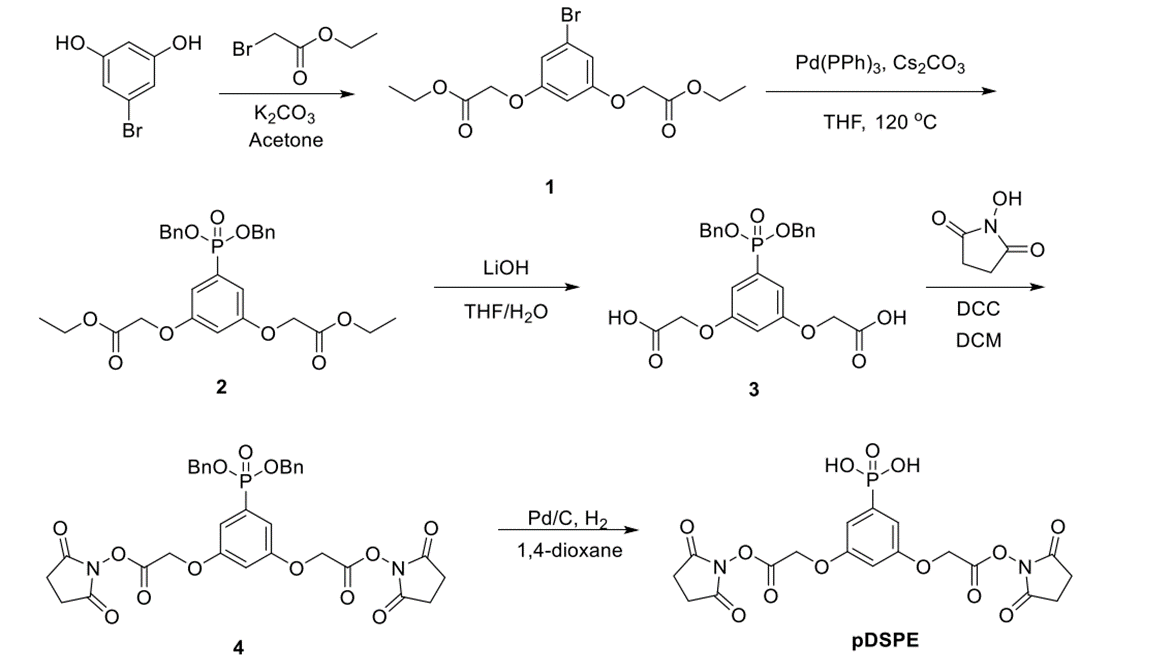 HO OH
Br
Br O
O
K₂CO₃
Acetone
Br
O O O O
O O
1
Pd(PPh)₃, Cs₂CO₃
THF, 120 °C
O
BnO P OBn
O O O O
O O
2
LiOH
THF/H₂O
O
BnO P OBn
HO O O OH
O O
3
OH
O N O
DCC
DCM
O
BnO P OBn
O O
N O O O O N
O O O O
4
Pd/C, H₂
1,4-dioxane
O
HO P OH
O O
N O O O O N
O O O O
pDSPE